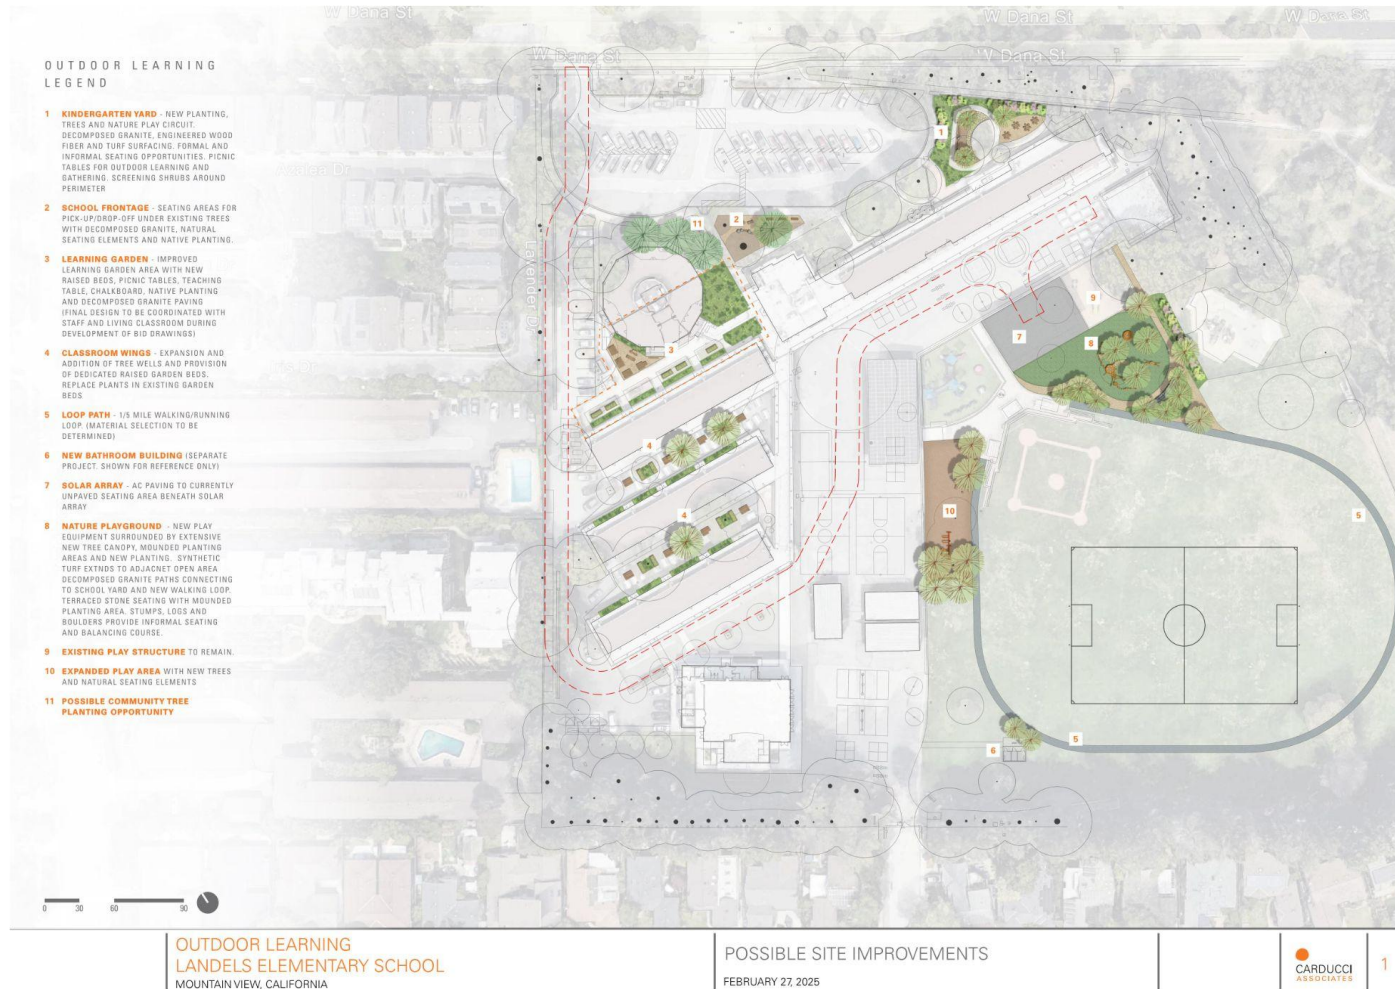 W Dana St
W Dana St
W Dana St
W Dana St
W Dana St
OUTDOOR LEARNING
LEGEND
1 KINDERGARTEN YARD - NEW PLANTING,
TREES AND NATURE PLAY CIRCUIT.
DECOMPOSED GRANITE, ENGINEERED WOOD
FIBER AND TURF SURFACING. FORMAL AND
INFORMAL SEATING OPPORTUNITIES. PICNIC
TABLES FOR OUTDOOR LEARNING AND
GATHERING. SCREENING SHRUBS AROUND
PERIMETER
2 SCHOOL FRONTAGE - SEATING AREAS FOR
PICK-UP/DROP-OFF UNDER EXISTING TREES
WITH DECOMPOSED GRANITE, NATURAL
SEATING ELEMENTS AND NATIVE PLANTING.
3 LEARNING GARDEN - IMPROVED
LEARNING GARDEN AREA WITH NEW
RAISED BEDS, PICNIC TABLES, TEACHING
TABLE, CHALKBOARD, NATIVE PLANTING
AND DECOMPOSED GRANITE PAVING
(FINAL DESIGN TO BE COORDINATED WITH
STAFF AND LIVING CLASSROOM DURING
DEVELOPMENT OF BID DRAWINGS)
4 CLASSROOM WINGS - EXPANSION AND
ADDITION OF TREE WELLS AND PROVISION
OF DEDICATED RAISED GARDEN BEDS.
REPLACE PLANTS IN EXISTING GARDEN
BEDS
5 LOOP PATH - 1/5 MILE WALKING/RUNNING
LOOP. (MATERIAL SELECTION TO BE
DETERMINED)
6 NEW BATHROOM BUILDING (SEPARATE
PROJECT. SHOWN FOR REFERENCE ONLY)
7 SOLAR ARRAY - AC PAVING TO CURRENTLY
UNPAVED SEATING AREA BENEATH SOLAR
ARRAY
8 NATURE PLAYGROUND - NEW PLAY
EQUIPMENT SURROUNDED BY EXTENSIVE
NEW TREE CANOPY, MOUNDED PLANTING
AREAS AND NEW PLANTING. SYNTHETIC
TURF EXTNDS TO ADJACNET OPEN AREA
DECOMPOSED GRANITE PATHS CONNECTING
TO SCHOOL YARD AND NEW WALKING LOOP.
TERRACED STONE SEATING WITH MOUNDED
PLANTING AREA. STUMPS, LOGS AND
BOULDERS PROVIDE INFORMAL SEATING
AND BALANCING COURSE.
9 EXISTING PLAY STRUCTURE TO REMAIN.
10 EXPANDED PLAY AREA WITH NEW TREES
AND NATURAL SEATING ELEMENTS
11 POSSIBLE COMMUNITY TREE
PLANTING OPPORTUNITY
1
2
11
3
4
4
9
7
8
10
5
5
6
0 30 60 90
OUTDOOR LEARNING
LANDELS ELEMENTARY SCHOOL
MOUNTAIN VIEW, CALIFORNIA
POSSIBLE SITE IMPROVEMENTS
FEBRUARY 27, 2025
CARDUCCI
ASSOCIATES
1